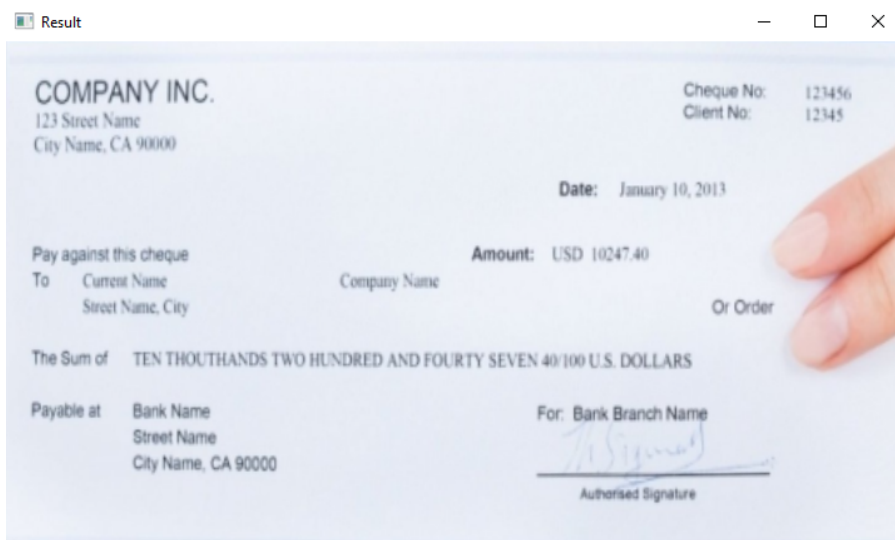 Result
COMPANY INC.
123 Street Name
City Name, CA 90000
Cheque No: 123456
Client No: 12345
Date: January 10, 2013
Pay against this cheque
Amount: USD 10247.40
To Current Name Company Name
Street Name, City
Or Order
The Sum of TEN THOUTHANDS TWO HUNDRED AND FOURTY SEVEN 40/100 U.S. DOLLARS
Payable at Bank Name
Street Name
City Name, CA 90000
For: Bank Branch Name
Authorised Signature